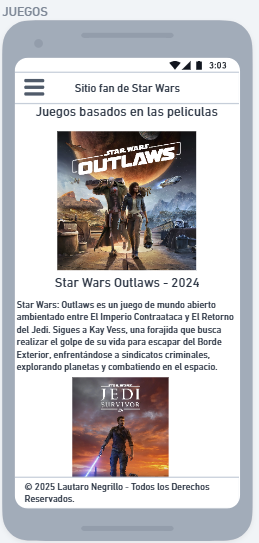 JUEGOS
3:03
Sitio fan de Star Wars
Juegos basados en las peliculas
STAR WARS
OUTLAWS
Star Wars Outlaws - 2024
Star Wars: Outlaws es un juego de mundo abierto
ambientado entre El Imperio Contraataca y El Retorno
del Jedi. Sigues a Kay Vess, una forajida que busca
realizar el golpe de su vida para escapar del Borde
Exterior, enfrentándose a sindicatos criminales,
explorando planetas y combatiendo en el espacio.
STAR WARS
JEDI
SURVIVOR
© 2025 Lautaro Negrillo - Todos los Derechos
Reservados.